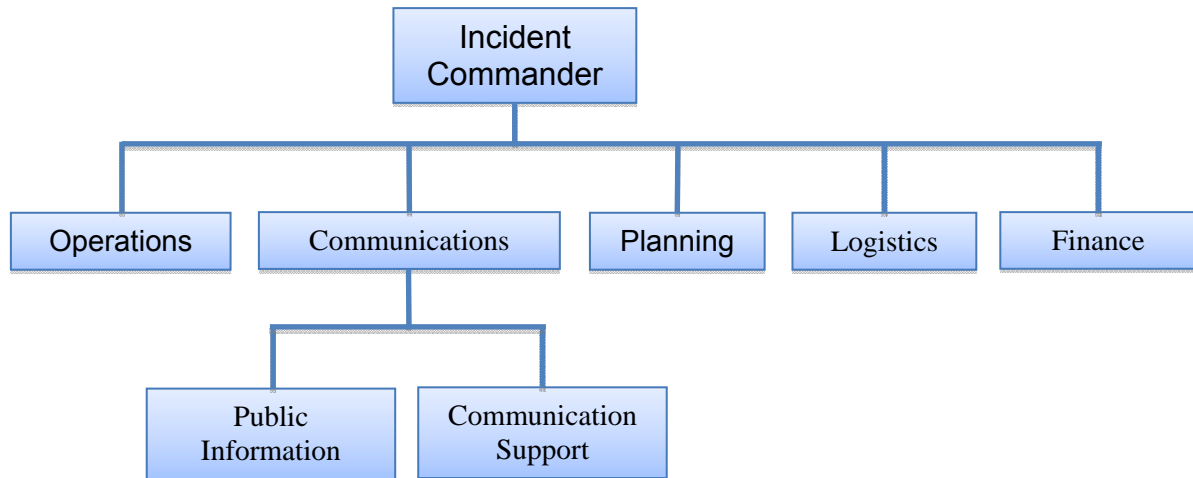 Incident
Commander
Operations
Communications
Planning
Logistics
Finance
Public
Information
Communication
Support